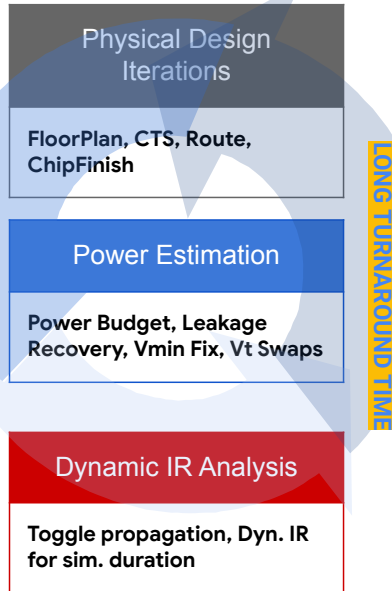 Physical Design
Iterations
FloorPlan, CTS, Route,
ChipFinish
Power Estimation
Power Budget, Leakage
Recovery, Vmin Fix, Vt Swaps
Dynamic IR Analysis
Toggle propagation, Dyn. IR
for sim. duration
LONG TURNAROUND TIME